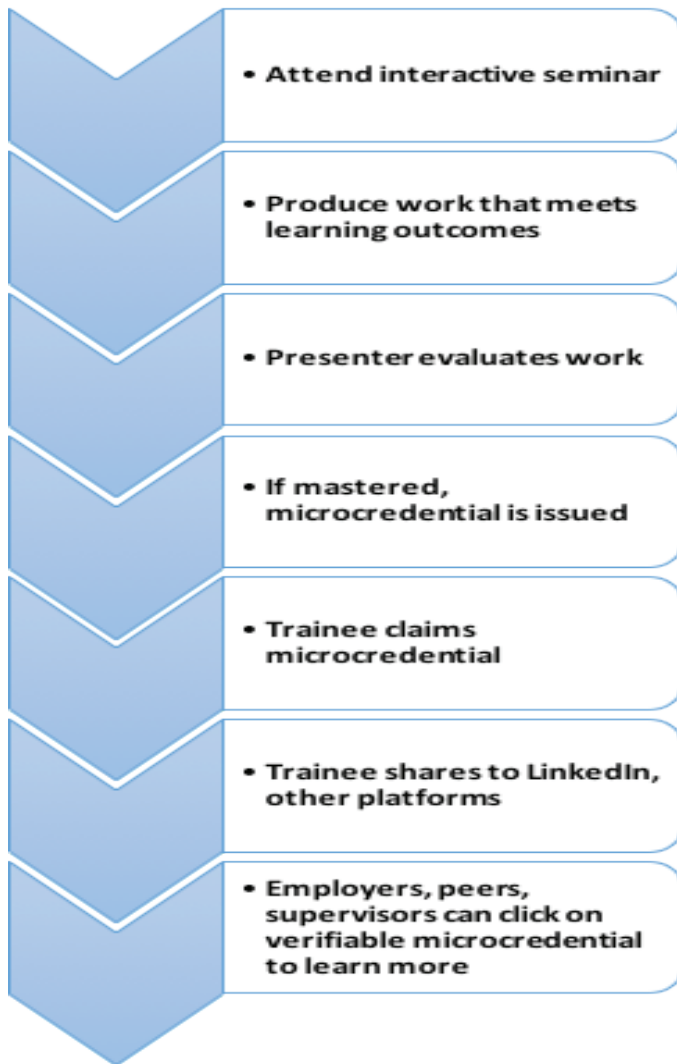 • Attend interactive seminar
• Produce work that meets
learning outcomes
• Presenter evaluates work
• If mastered,
microcredential is issued
• Trainee claims
microcredential
• Trainee shares to LinkedIn,
other platforms
• Employers, peers,
supervisors can click on
verifiable microcredential
to learn more